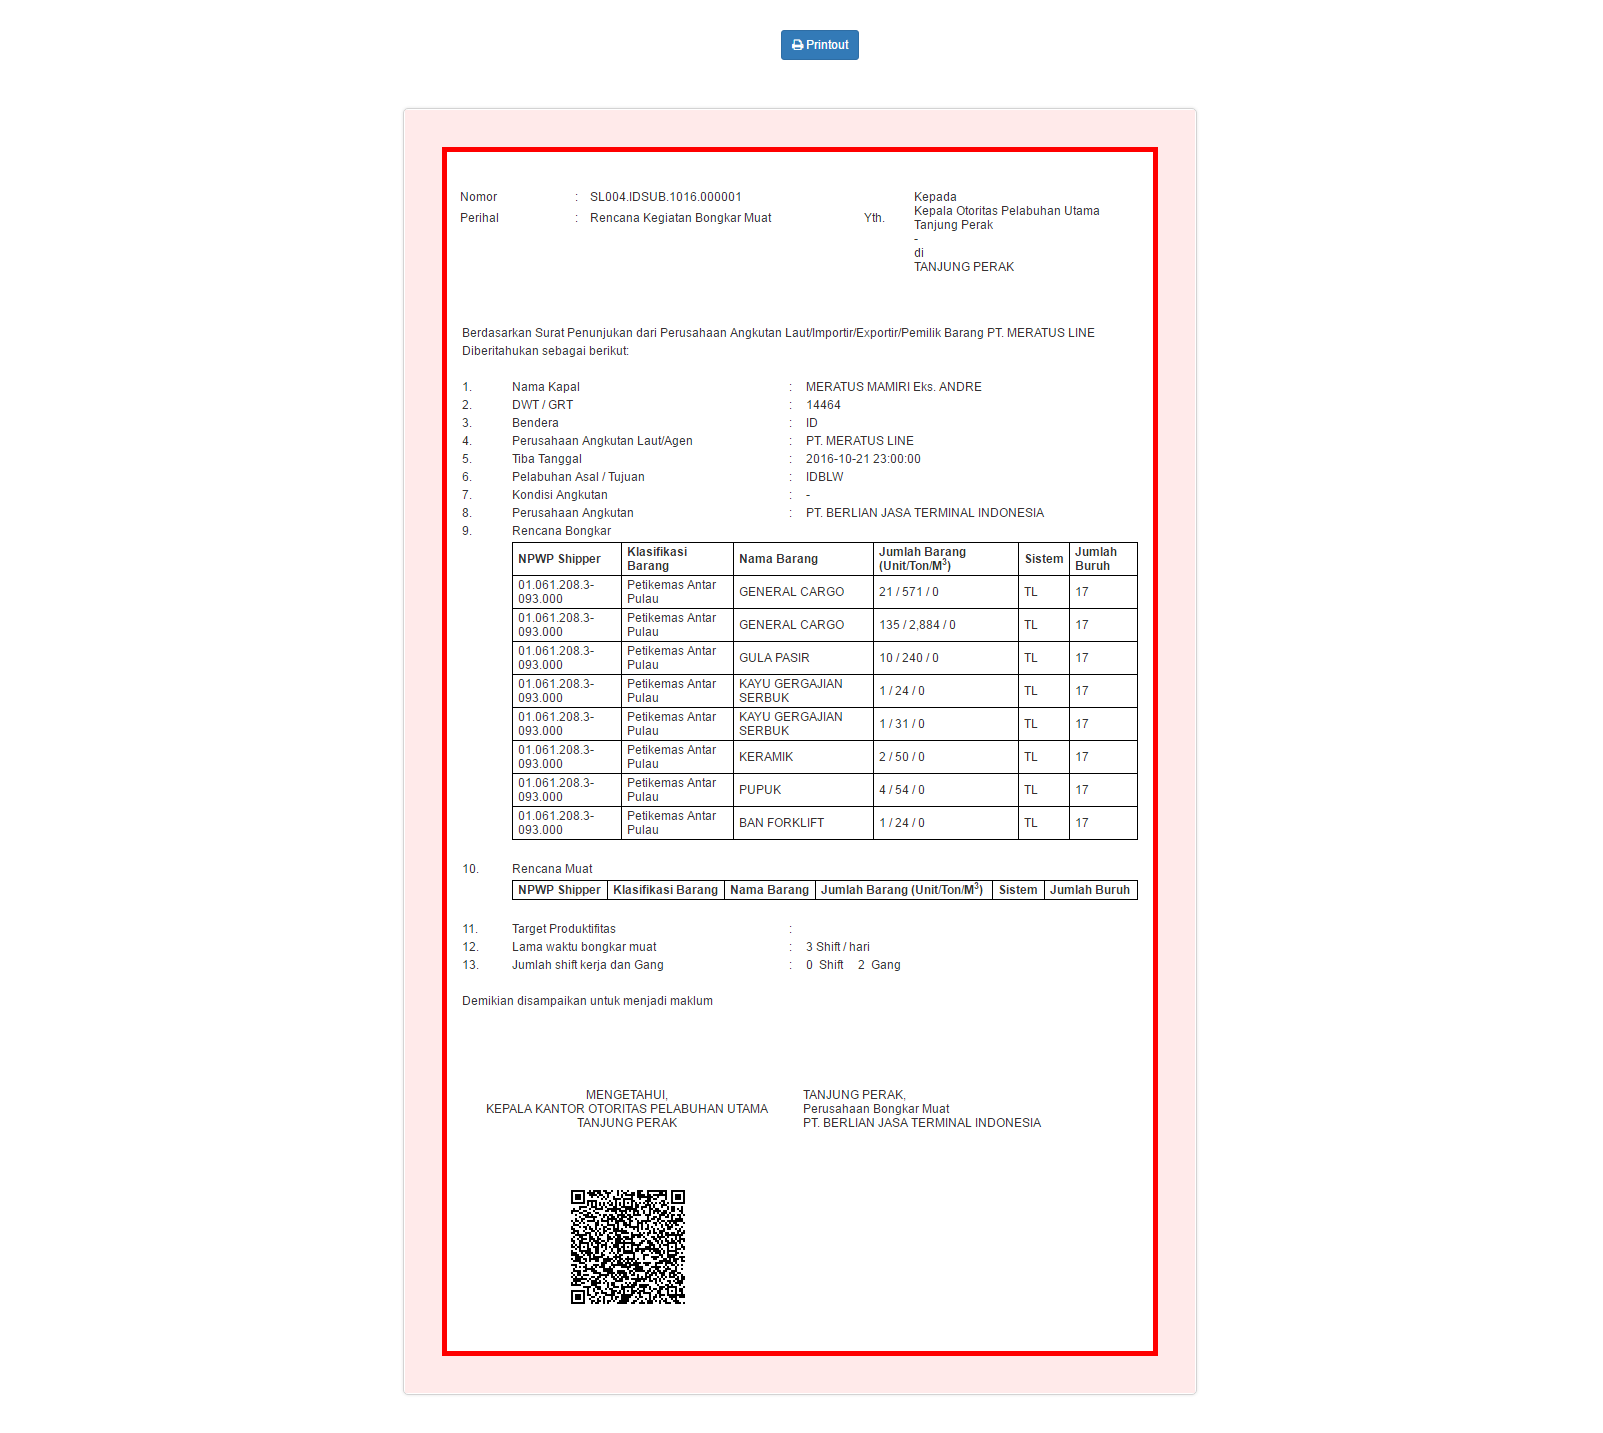 Printout
Nomor : SL004.IDSUB.1016.000001 Kepada
Perihal : Rencana Kegiatan Bongkar Muat Yth. Kepala Otoritas Pelabuhan Utama
Tanjung Perak
-
di
TANJUNG PERAK
Berdasarkan Surat Penunjukan dari Perusahaan Angkutan Laut/Importir/Exportir/Pemilik Barang PT. MERATUS LINE
Diberitahukan sebagai berikut:
1. Nama Kapal : MERATUS MAMIRI Eks. ANDRE
2. DWT / GRT : 14464
3. Bendera : ID
4. Perusahaan Angkutan Laut/Agen : PT. MERATUS LINE
5. Tiba Tanggal : 2016-10-21 23:00:00
6. Pelabuhan Asal / Tujuan : IDBLW
7. Kondisi Angkutan : -
8. Perusahaan Angkutan : PT. BERLIAN JASA TERMINAL INDONESIA
9. Rencana Bongkar
NPWP Shipper Klasifikasi Barang Nama Barang Jumlah Barang (Unit/Ton/M3) Sistem Jumlah Buruh
01.061.208.3-093.000 Petikemas Antar Pulau GENERAL CARGO 21 / 571 / 0 TL 17
01.061.208.3-093.000 Petikemas Antar Pulau GENERAL CARGO 135 / 2,884 / 0 TL 17
01.061.208.3-093.000 Petikemas Antar Pulau GULA PASIR 10 / 240 / 0 TL 17
01.061.208.3-093.000 Petikemas Antar Pulau KAYU GERGAJIAN SERBUK 1 / 24 / 0 TL 17
01.061.208.3-093.000 Petikemas Antar Pulau KAYU GERGAJIAN SERBUK 1 / 31 / 0 TL 17
01.061.208.3-093.000 Petikemas Antar Pulau KERAMIK 2 / 50 / 0 TL 17
01.061.208.3-093.000 Petikemas Antar Pulau PUPUK 4 / 54 / 0 TL 17
01.061.208.3-093.000 Petikemas Antar Pulau BAN FORKLIFT 1 / 24 / 0 TL 17
10. Rencana Muat
NPWP Shipper Klasifikasi Barang Nama Barang Jumlah Barang (Unit/Ton/M3) Sistem Jumlah Buruh
11. Target Produktifitas :
12. Lama waktu bongkar muat : 3 Shift / hari
13. Jumlah shift kerja dan Gang : 0 Shift 2 Gang
Demikian disampaikan untuk menjadi maklum
MENGETAHUI,
KEPALA KANTOR OTORITAS PELABUHAN UTAMA
TANJUNG PERAK
TANJUNG PERAK,
Perusahaan Bongkar Muat
PT. BERLIAN JASA TERMINAL INDONESIA